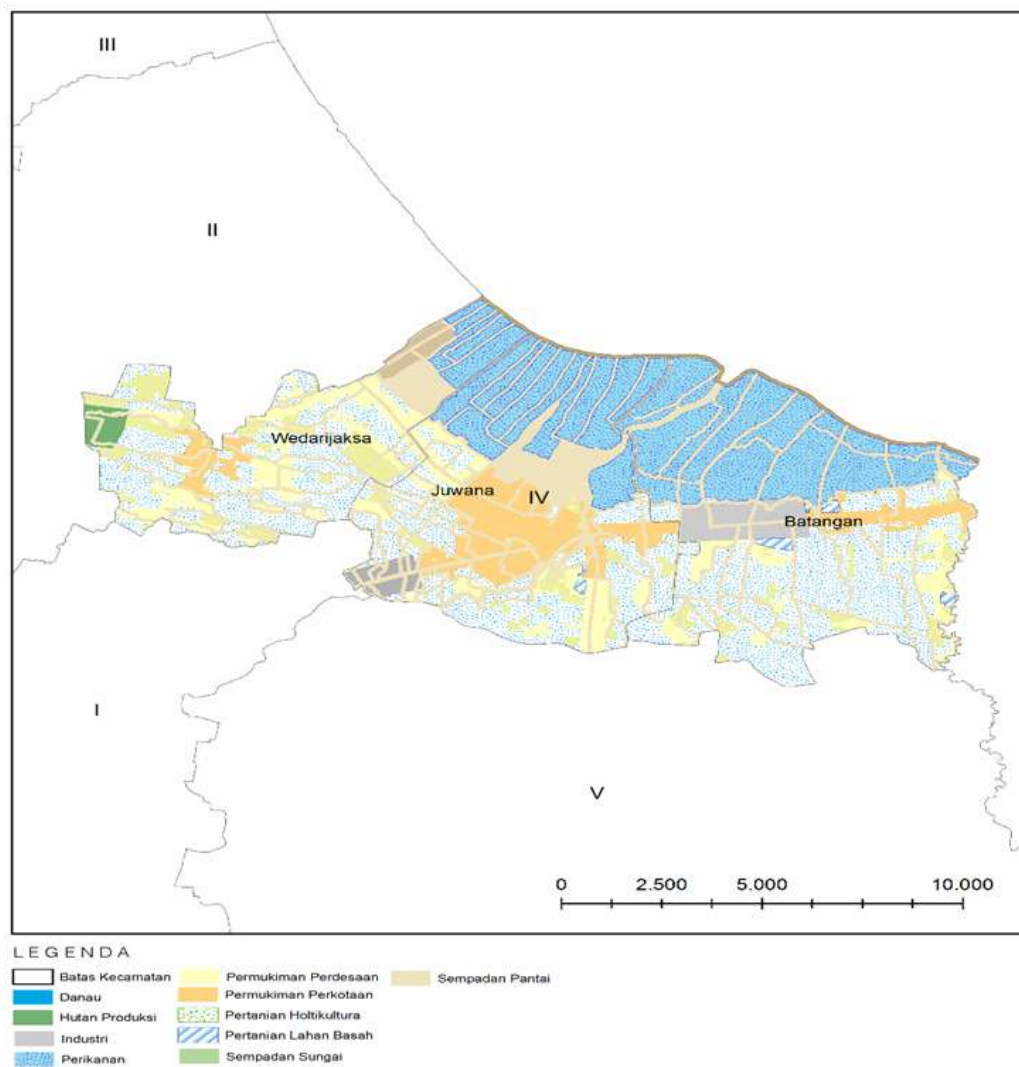 III
II
Wedarijaksa
Juwana
IV
Batangan
I
V
0 2.500 5.000 10.000
LEGENDA
Batas Kecamatan
Danau
Hutan Produksi
Industri
Perikanan
Permukiman Perdesaan
Permukiman Perkotaan
Pertanian Holtikultura
Pertanian Lahan Basah
Sempadan Sungai
Sempadan Pantai